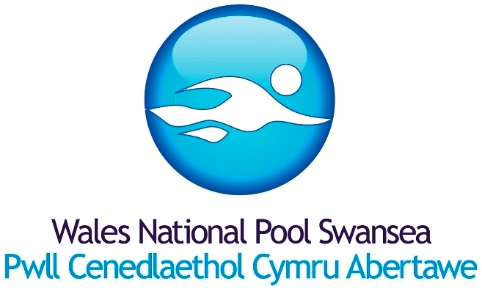 Wales National Pool Swansea
Pwll Cenedlaethol Cymru Abertawe